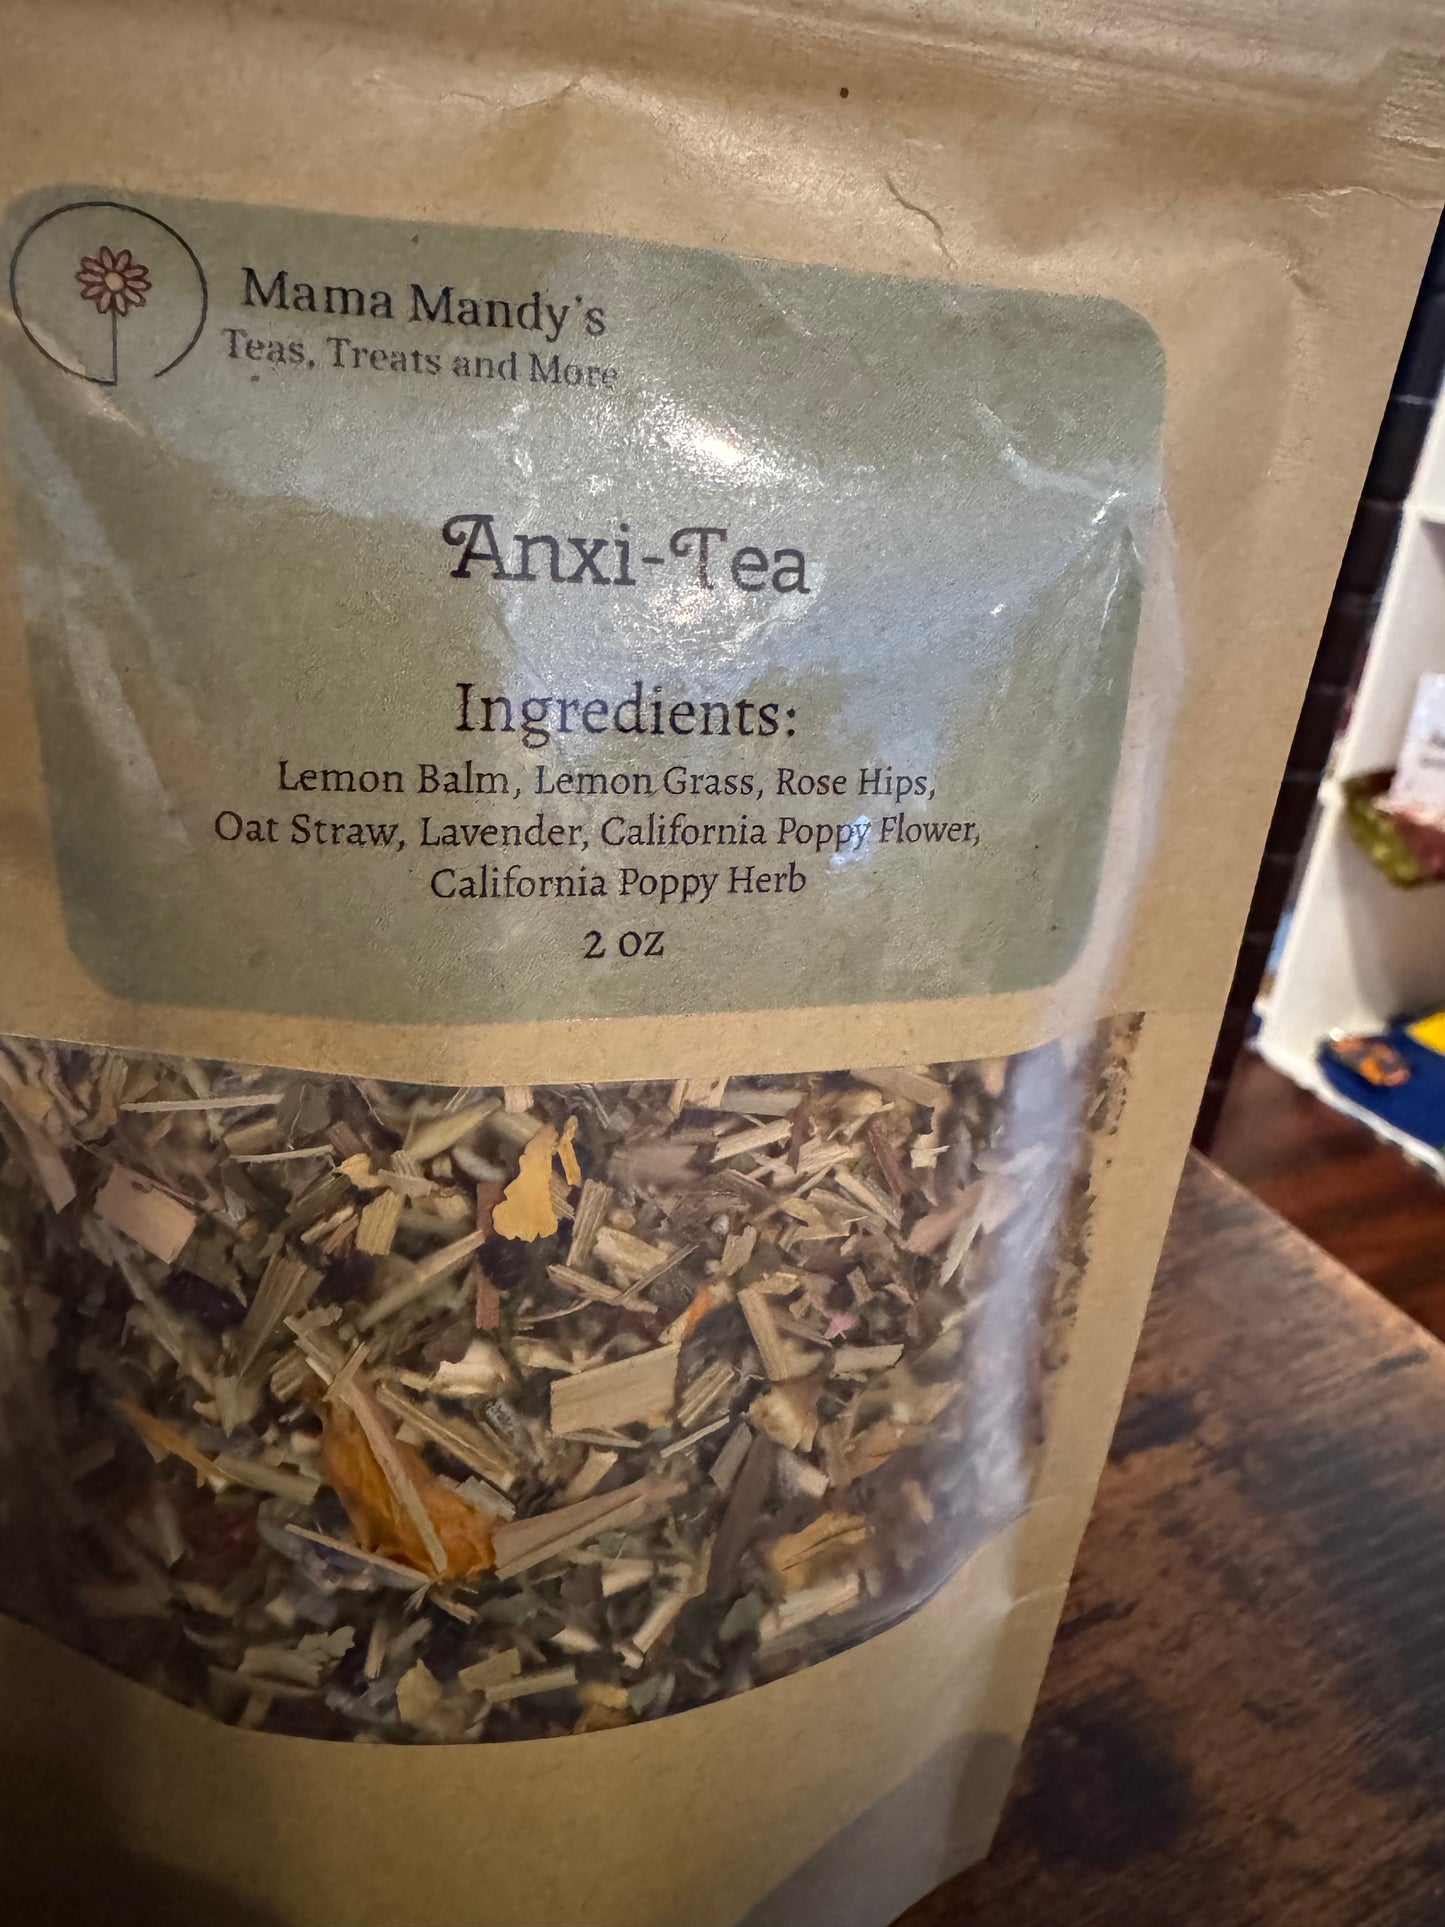 Mama Mandy's
Teas, Treats and More
Anxi-Tea
Ingredients:
Lemon Balm, Lemon Grass, Rose Hips,
Oat Straw, Lavender, California Poppy Flower,
California Poppy Herb
2 oz